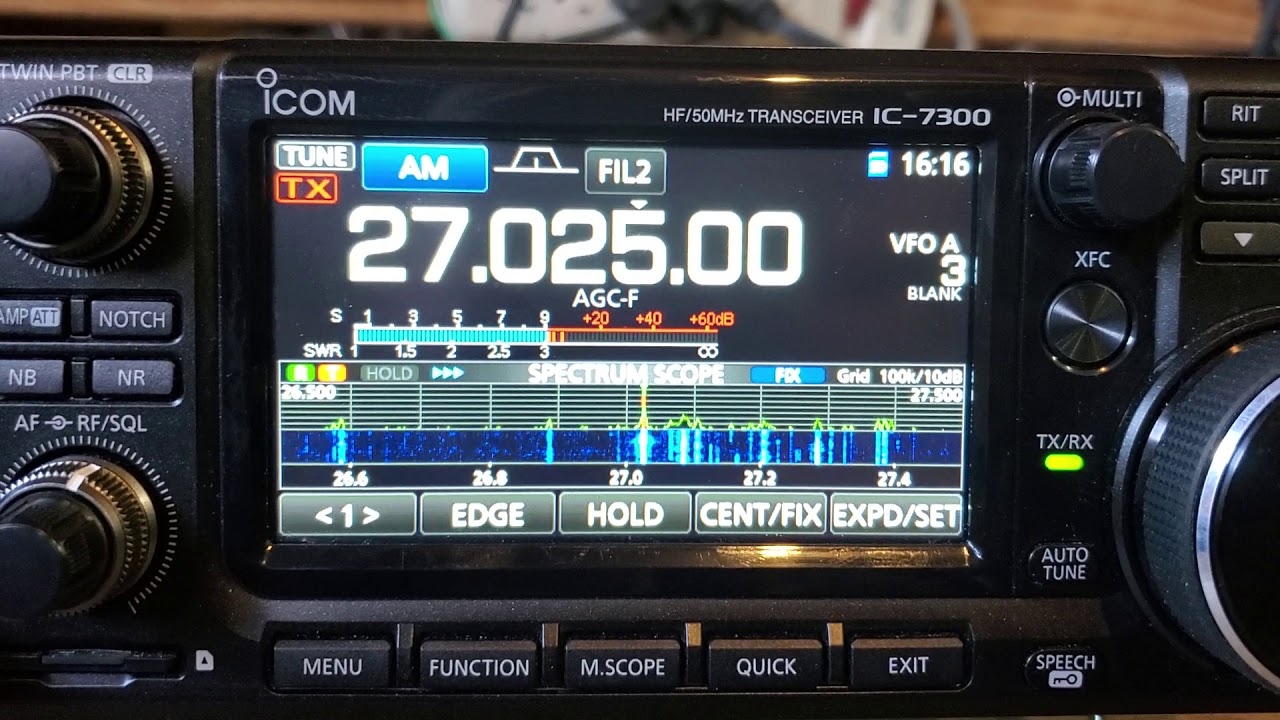 TWIN PBT CLR
ICOM
HF/50MHz TRANSCEIVER IC-7300
MULTI
RIT
TUNE
AM
FIL2
16:16
TX
SPLIT
27.025.00
VFO A
3
BLANK
AGC-F
XFC
S 1 3 5 7 9 +20 +40 +60dB
SWR 1 1.5 2 2.5 3 ∞
AMP ATT
NOTCH
R T HOLD SPECTRUM SCOPE FIX Grid 100k/10dB
26.500 27.500
NB
NR
AF RF/SQL
TX/RX
26.6 26.8 27.0 27.2 27.4
<1> EDGE HOLD CENT/FIX EXPD/SET
AUTO
TUNE
MENU
FUNCTION
M.SCOPE
QUICK
EXIT
SPEECH